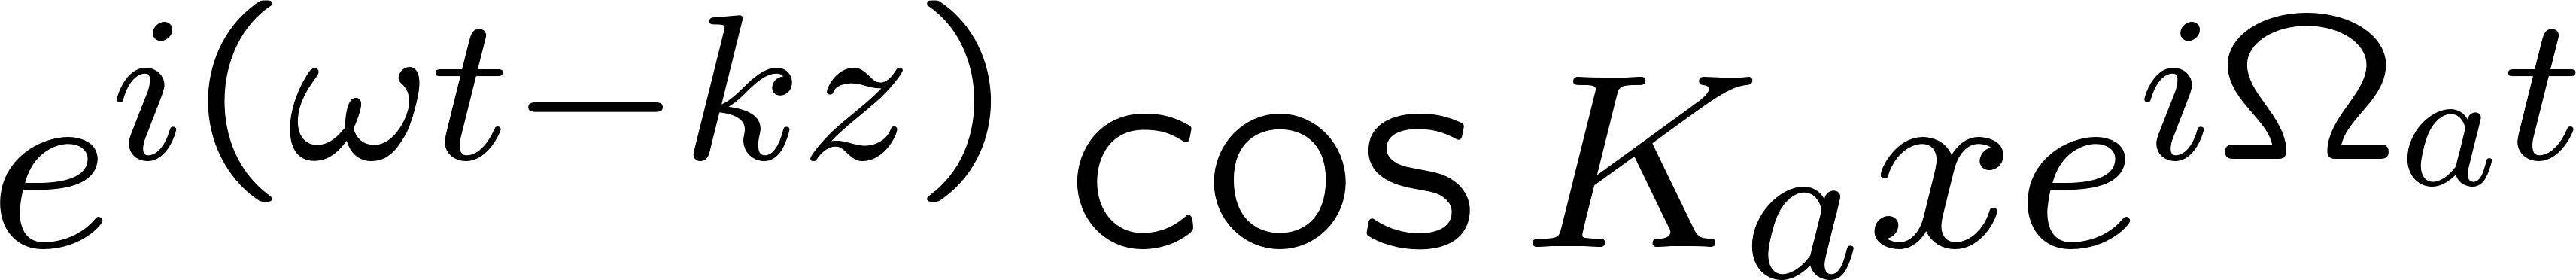 e^{i(ωt−kz)} cos K_a x e^{iΩ_a t}